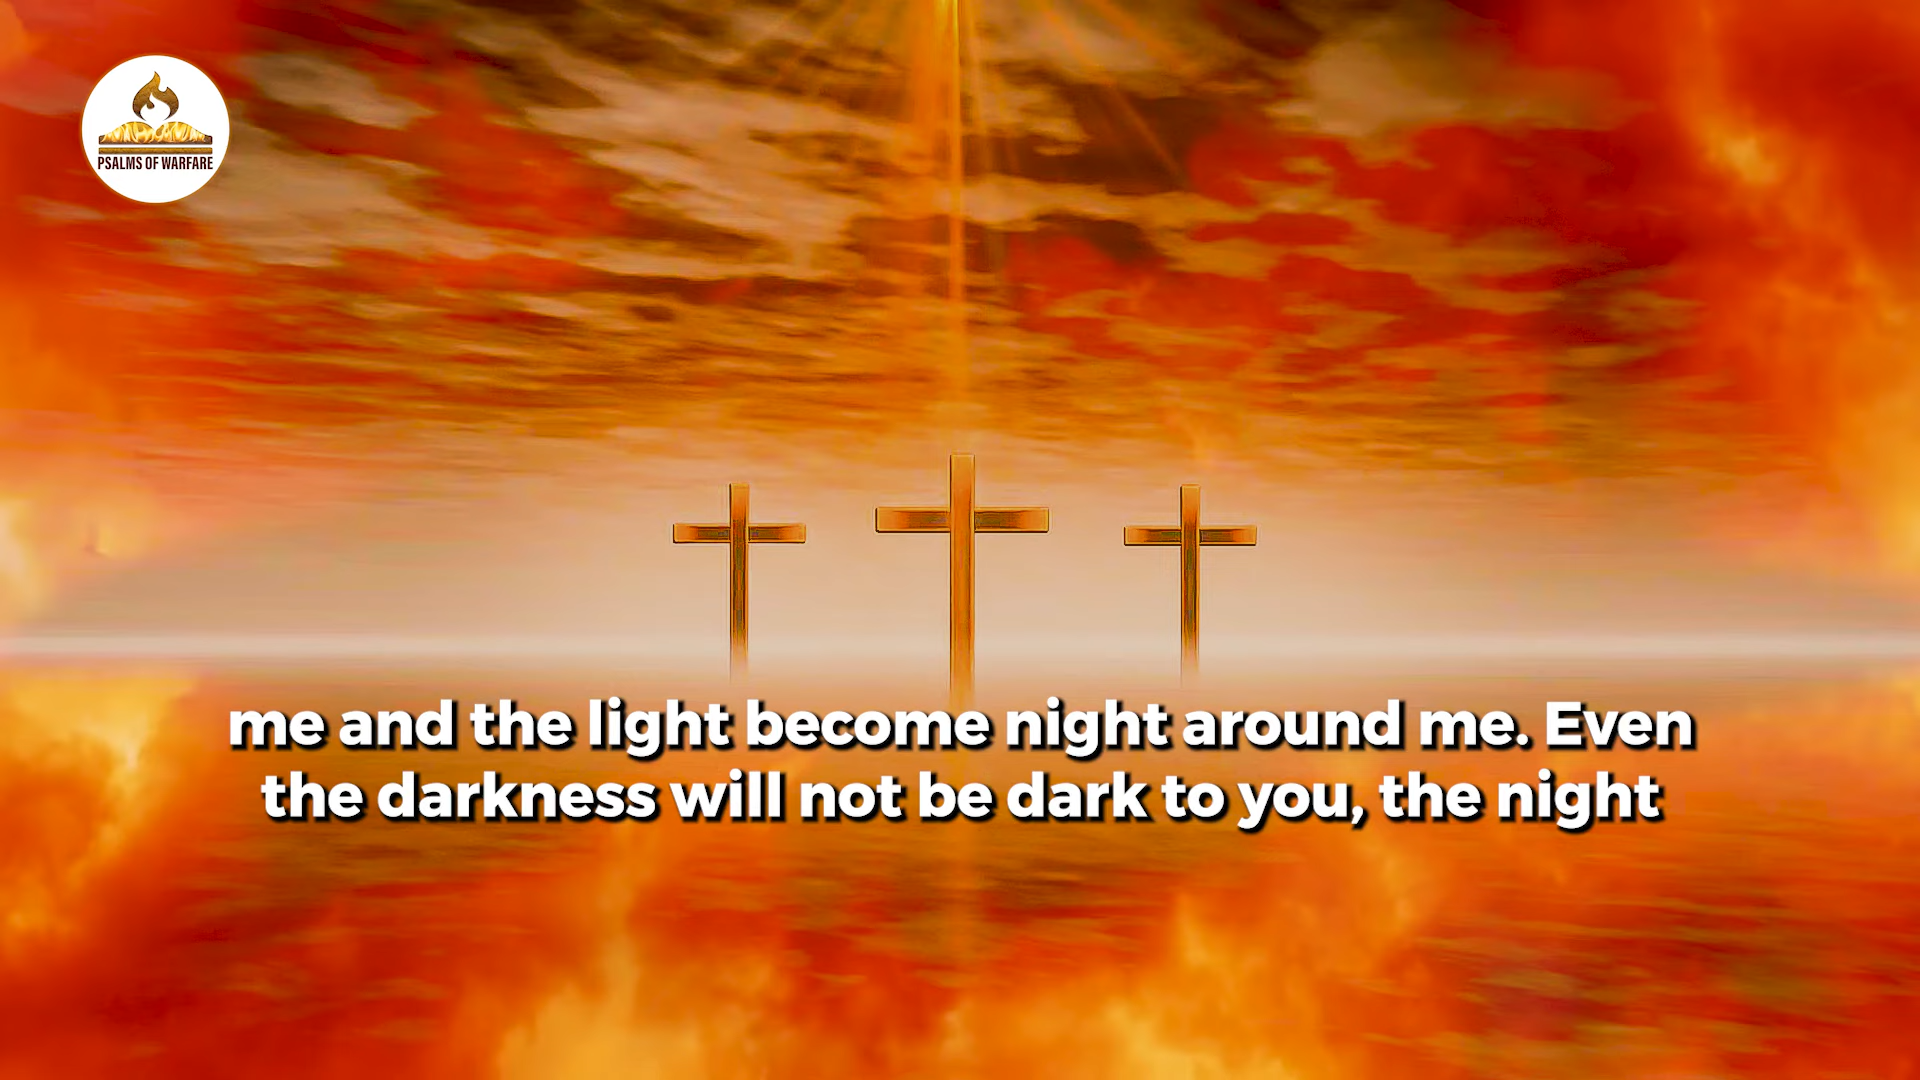 PSALMS OF WARFARE
me and the light become night around me. Even
the darkness will not be dark to you, the night